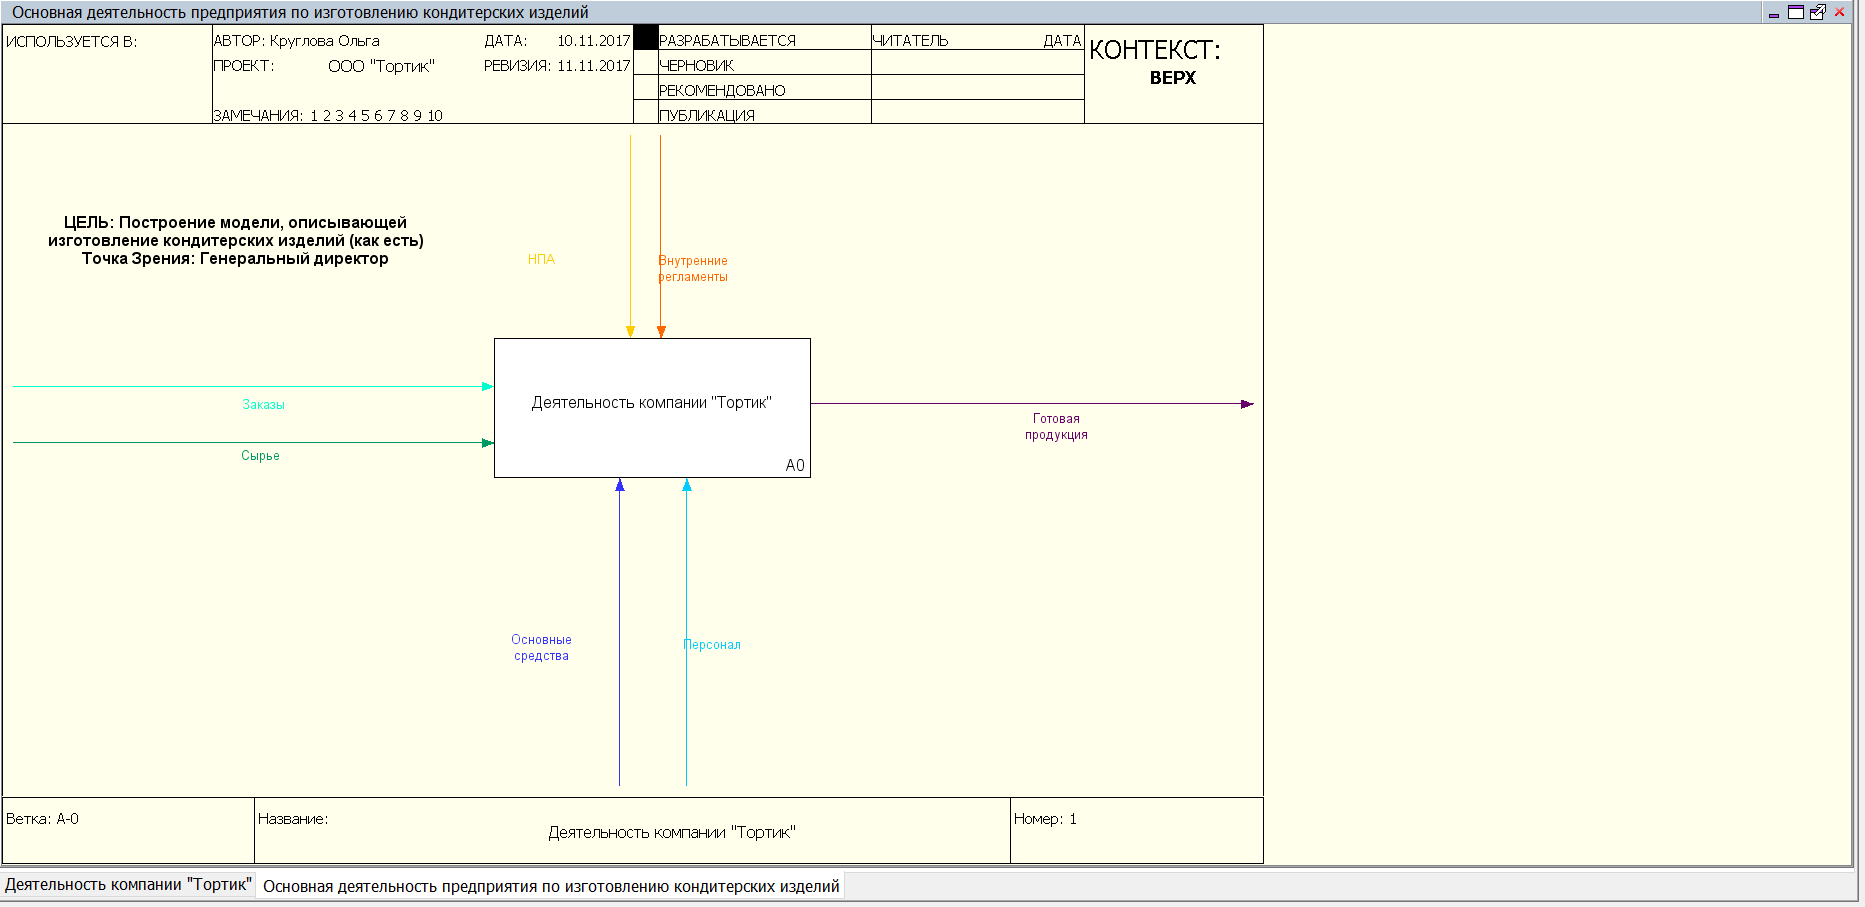 Основная деятельность предприятия по изготовлению кондитерских изделий
ИСПОЛЬЗУЕТСЯ В:
АВТОР: Круглова Ольга
ДАТА: 10.11.2017
ПРОЕКТ: ООО "Тортик"
РЕВИЗИЯ: 11.11.2017
ЗАМЕЧАНИЯ: 1 2 3 4 5 6 7 8 9 10
РАЗРАБАТЫВАЕТСЯ
ЧЕРНОВИК
РЕКОМЕНДОВАНО
ПУБЛИКАЦИЯ
ЧИТАТЕЛЬ
ДАТА
КОНТЕКСТ:
ВЕРХ
ЦЕЛЬ: Построение модели, описывающей
изготовление кондитерских изделий (как есть)
Точка Зрения: Генеральный директор
НПА
Внутренние
регламенты
Заказы
Сырье
Деятельность компании "Тортик"
А0
Готовая
продукция
Основные
средства
Персонал
Ветка: А-0
Название:
Деятельность компании "Тортик"
Номер: 1
Деятельность компании "Тортик"
Основная деятельность предприятия по изготовлению кондитерских изделий